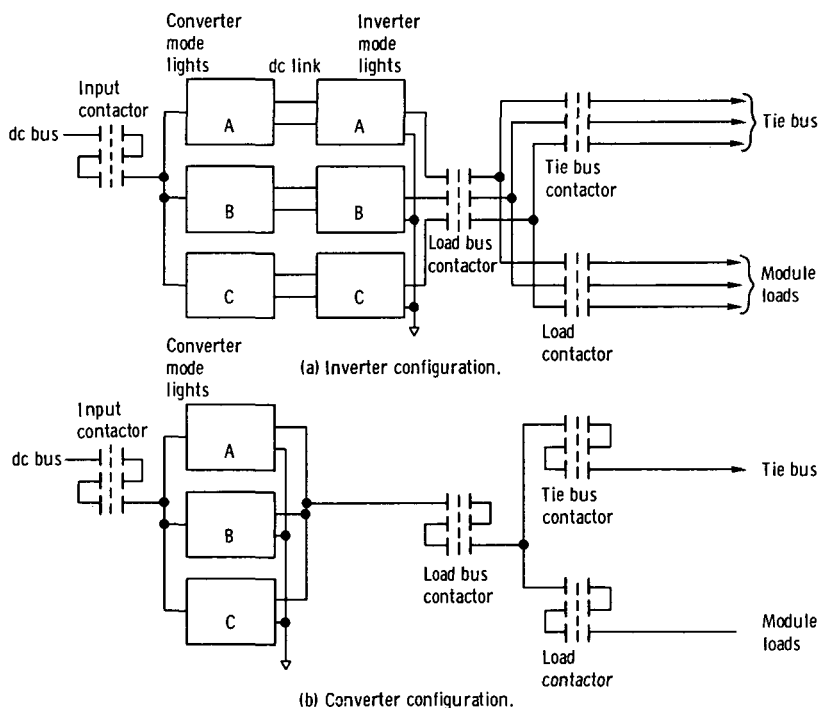 Converter
mode
lights
dc link
Inverter
mode
lights
Input
contactor
dc bus
A
A
B
B
C
C
Load bus
contactor
Tie bus
contactor
Tie bus
Load
contactor
Module
loads
(a) Inverter configuration.
Converter
mode
lights
Input
contactor
dc bus
A
B
C
Load bus
contactor
Tie bus
contactor
Tie bus
Load
contactor
Module
loads
(b) Converter configuration.